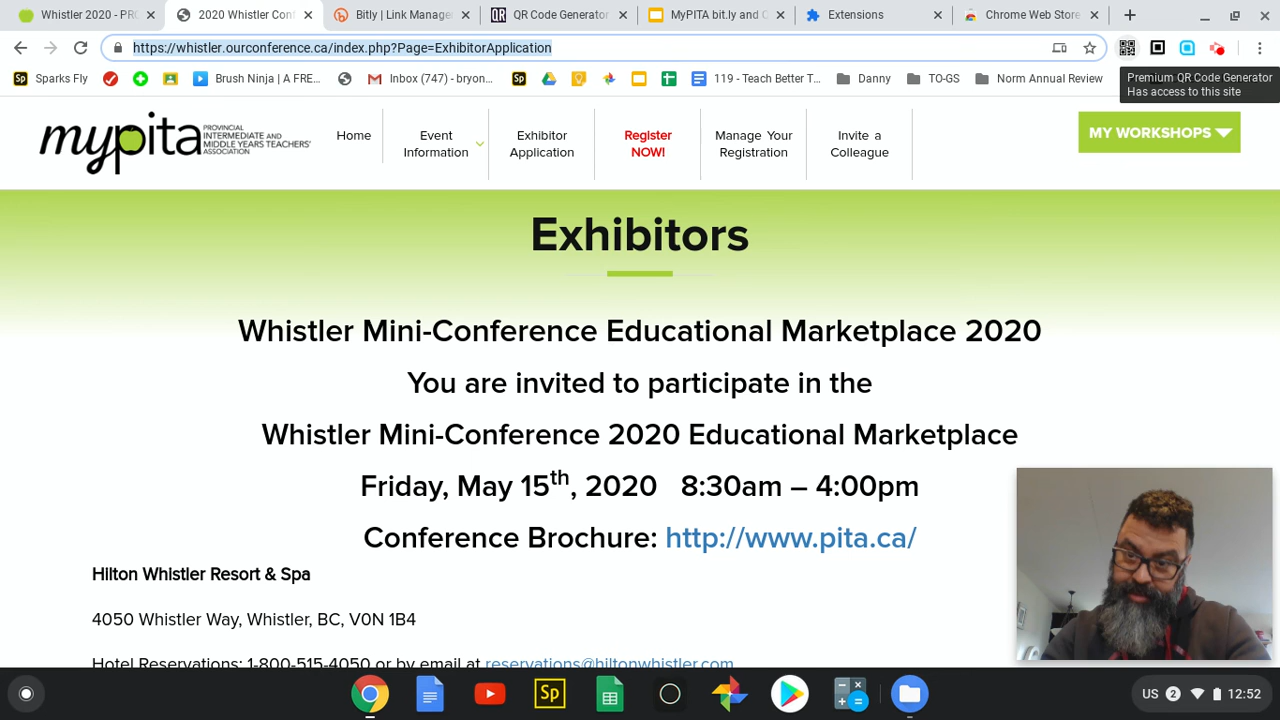 Whistler 2020 - PRO
2020 Whistler Conf
Bitly | Link Manager
QR Code Generator
MyPITA bit.ly and C
Extensions
Chrome Web Store
https://whistler.ourconference.ca/index.php?Page=ExhibitorApplication
Sparks Fly
Brush Ninja | A FRE...
Inbox (747) - bryon...
119 - Teach Better T...
Danny
TO-GS
Norm Annual Review
Premium QR Code Generator
Has access to this site
mypita
PROVINCIAL
INTERMEDIATE AND
MIDDLE YEARS TEACHERS'
ASSOCIATION
Home
Event
Information
Exhibitor
Application
Register
NOW!
Manage Your
Registration
Invite a
Colleague
MY WORKSHOPS
Exhibitors
Whistler Mini-Conference Educational Marketplace 2020
You are invited to participate in the
Whistler Mini-Conference 2020 Educational Marketplace
Friday, May 15th, 2020 8:30am – 4:00pm
Conference Brochure: http://www.pita.ca/
Hilton Whistler Resort & Spa
4050 Whistler Way, Whistler, BC, V0N 1B4
Hotel Reservations: 1-800-515-4050 or by email at reservations@hiltonwhistler.com
Sp
US 2 12:52